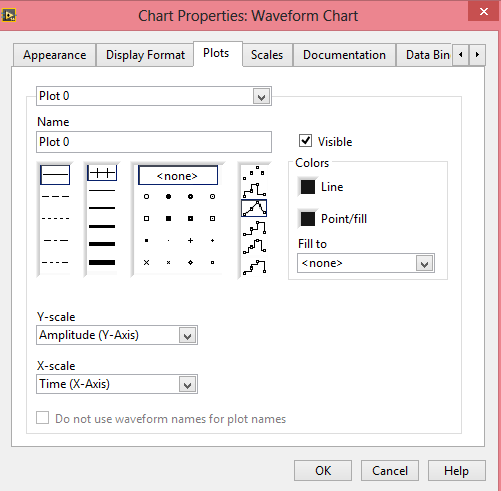 Chart Properties: Waveform Chart
Appearance Display Format Plots Scales Documentation Data Bin
Plot 0
Name
Plot 0
Visible
<none>
Colors
Line
Point/fill
Fill to
<none>
Y-scale
Amplitude (Y-Axis)
X-scale
Time (X-Axis)
Do not use waveform names for plot names
OK Cancel Help